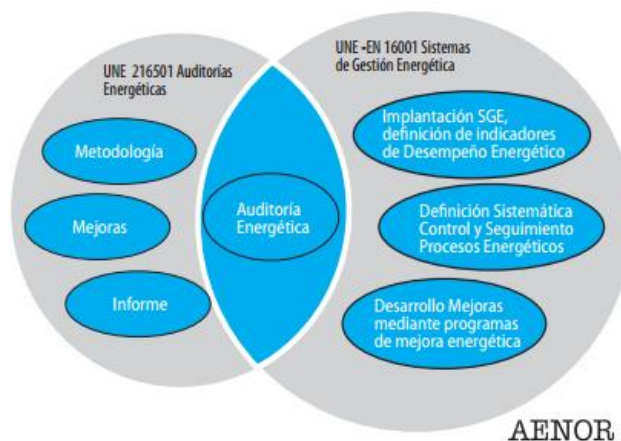 UNE 216501 Auditorías
Energéticas
Metodología
Mejoras
Informe
Auditoría
Energética
UNE -EN 16001 Sistemas
de Gestión Energética
Implantación SGE,
definición de indicadores
de Desempeño Energético
Definición Sistemática
Control y Seguimiento
Procesos Energéticos
Desarrollo Mejoras
mediante programas
de mejora energética
AENOR